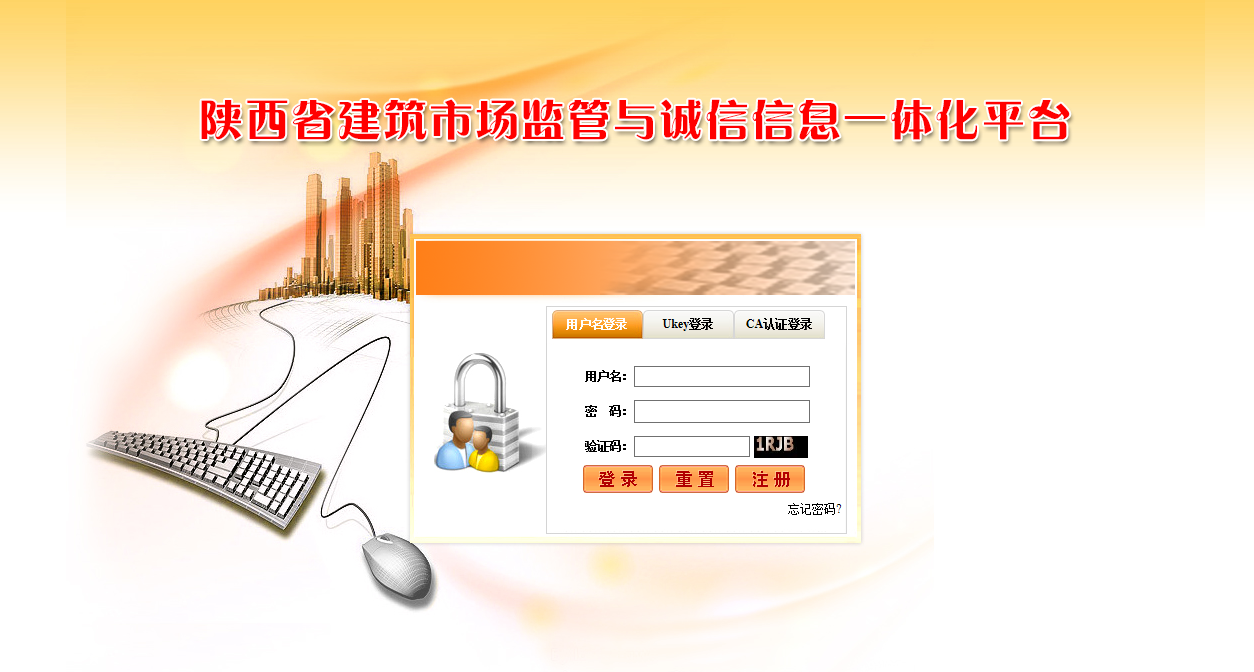 陕西省建筑市场监管与诚信信息一体化平台
用户名登录 Ukey登录 CA认证登录
用户名：
密 码：
验证码： 1RJB
登 录 重 置 注 册
忘记密码?